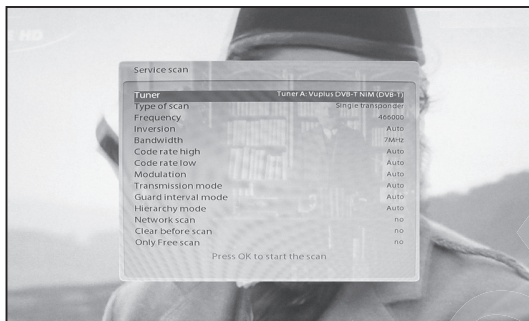 HD
Service scan
Tuner Tuner A: Vuplus DVB-T NIM (DVB-T)
Type of scan Single transponder
Frequency 466000
Inversion Auto
Bandwidth 7MHz
Code rate high Auto
Code rate low Auto
Modulation Auto
Transmission mode Auto
Guard interval mode Auto
Hierarchy mode Auto
Network scan no
Clear before scan no
Only Free scan no
Press OK to start the scan